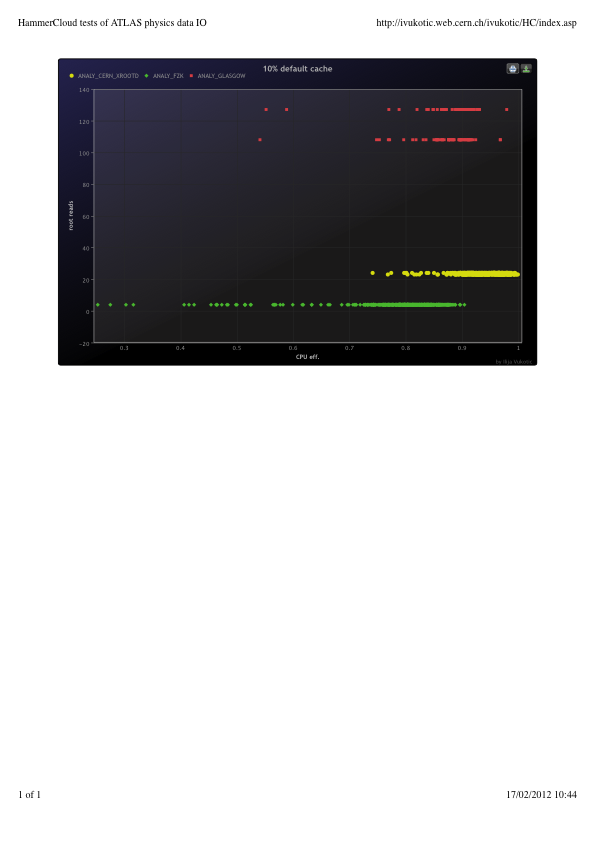 HammerCloud tests of ATLAS physics data IO
http://ivukotic.web.cern.ch/ivukotic/HC/index.asp
10% default cache
ANALY_CERN_XROOTD ANALY_FZK ANALY_GLASGOW
140
120
100
80
60
40
20
0
-20
root reads
0.3 0.4 0.5 0.6 0.7 0.8 0.9 1
CPU eff.
by Ilija Vukotic
1 of 1
17/02/2012 10:44